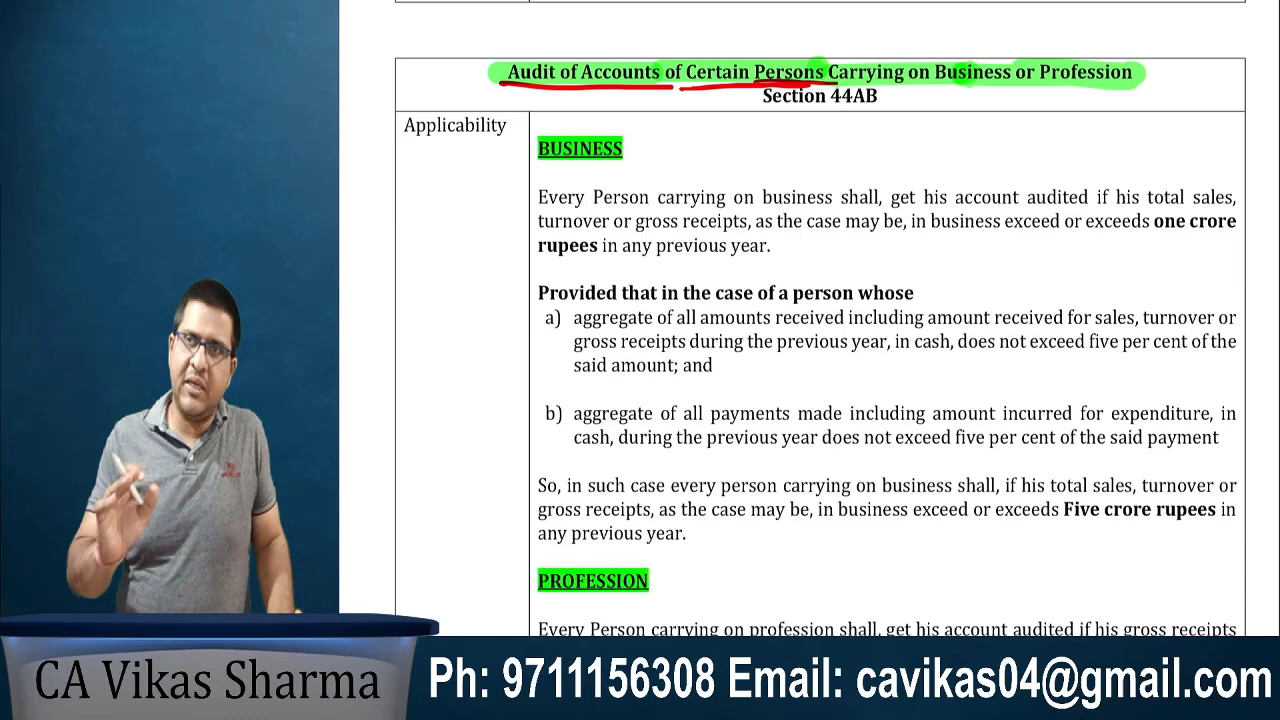 Audit of Accounts of Certain Persons Carrying on Business or Profession
Section 44AB
Applicability
BUSINESS
Every Person carrying on business shall, get his account audited if his total sales,
turnover or gross receipts, as the case may be, in business exceed or exceeds one crore
rupees in any previous year.
Provided that in the case of a person whose
a) aggregate of all amounts received including amount received for sales, turnover or
gross receipts during the previous year, in cash, does not exceed five per cent of the
said amount; and
b) aggregate of all payments made including amount incurred for expenditure, in
cash, during the previous year does not exceed five per cent of the said payment
So, in such case every person carrying on business shall, if his total sales, turnover or
gross receipts, as the case may be, in business exceed or exceeds Five crore rupees in
any previous year.
PROFESSION
Every Person carrying on profession shall, get his account audited if his gross receipts
CA Vikas Sharma
Ph: 9711156308 Email: cavikas04@gmail.com